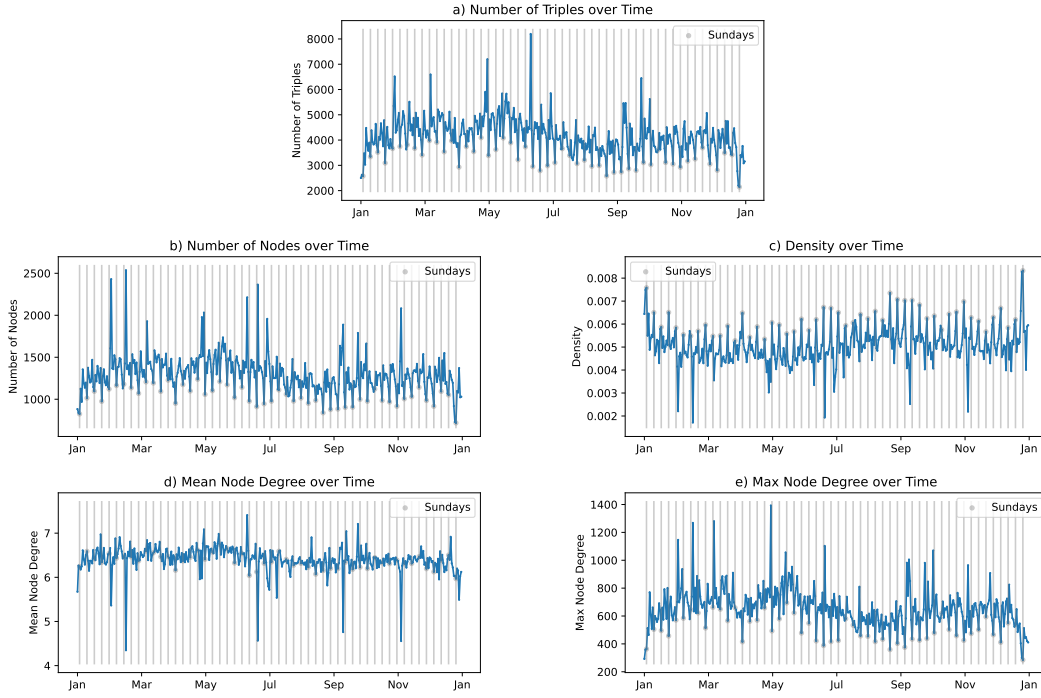 a) Number of Triples over Time
Sundays
Number of Triples
8000
7000
6000
5000
4000
3000
2000
Jan
Mar
May
Jul
Sep
Nov
Jan
b) Number of Nodes over Time
Sundays
Number of Nodes
2500
2000
1500
1000
Jan
Mar
May
Jul
Sep
Nov
Jan
c) Density over Time
Sundays
Density
0.008
0.007
0.006
0.005
0.004
0.003
0.002
Jan
Mar
May
Jul
Sep
Nov
Jan
d) Mean Node Degree over Time
Sundays
Mean Node Degree
7
6
5
4
Jan
Mar
May
Jul
Sep
Nov
Jan
e) Max Node Degree over Time
Sundays
Max Node Degree
1400
1200
1000
800
600
400
200
Jan
Mar
May
Jul
Sep
Nov
Jan